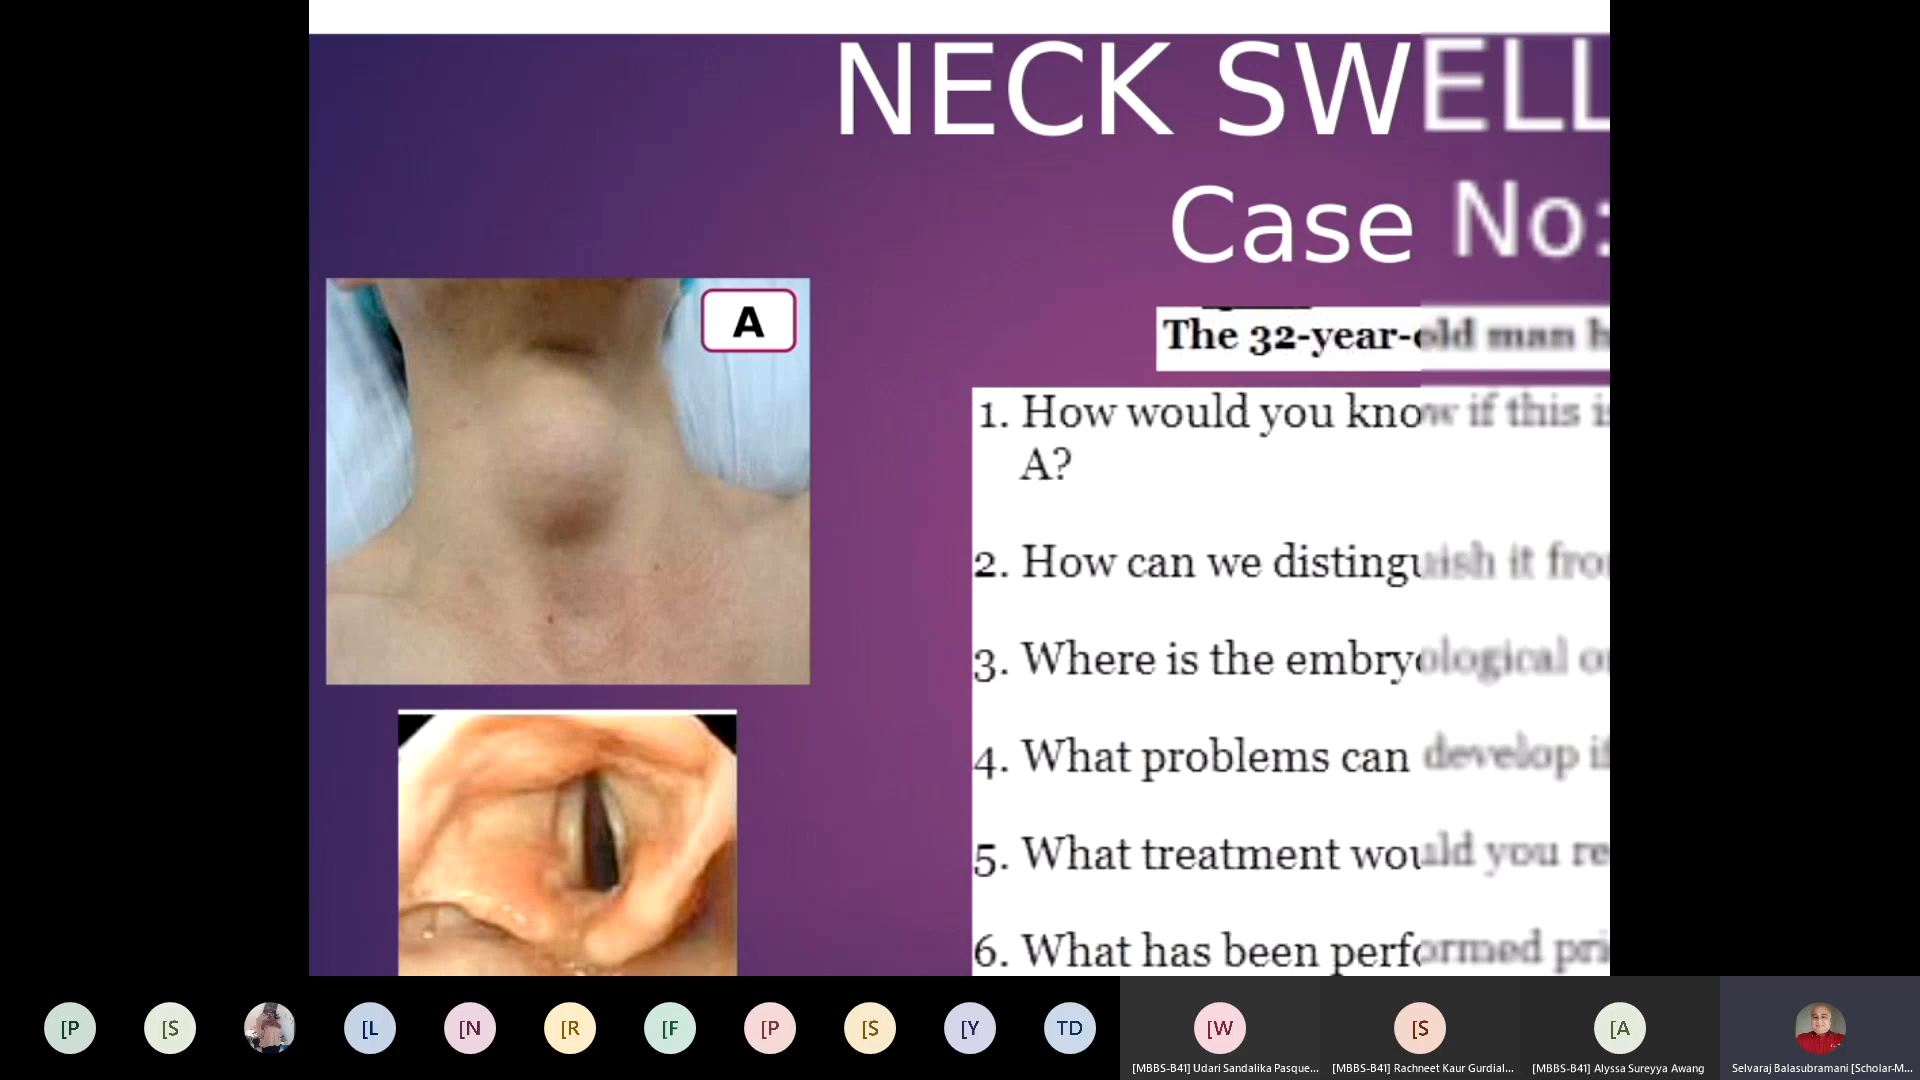 NECK SWELL
Case No:
A
The 32-year-old man h
1. How would you know if this is
A?
2. How can we distinguish it fro
3. Where is the embryological o
4. What problems can develop if
5. What treatment would you re
6. What has been performed pri
[P
[S
[L
[N
[R
[F
[P
[S
[Y
TD
[W
[S
[A
[MBBS-B41] Udari Sandalika Pasque...
[MBBS-B41] Rachneet Kaur Gurdial...
[MBBS-B41] Alyssa Sureyya Awang
Selvaraj Balasubramani [Scholar-M...